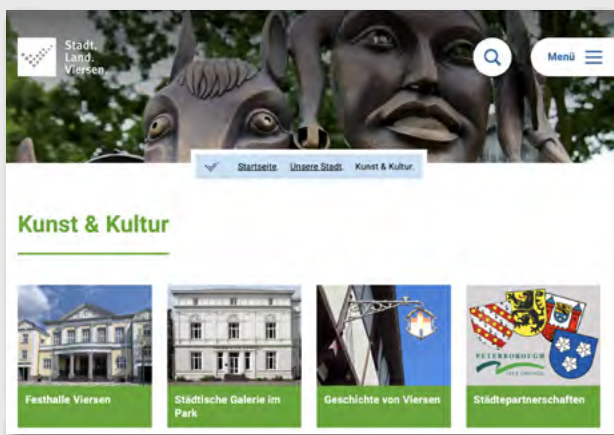 Stadt.
Land.
Viersen.
Menü
Startseite. Unsere Stadt. Kunst & Kultur.
Kunst & Kultur
Festhalle Viersen
Städtische Galerie im
Park
Geschichte von Viersen
PETERBOROUGH
Städtepartnerschaften